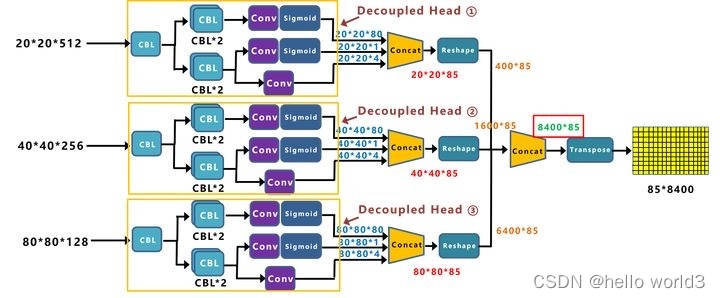 Decoupled Head ①
20*20*512
CBL
CBL
CBL*2
Conv
Sigmoid
20*20*80
Conv
Sigmoid
20*20*1
CBL
CBL*2
Conv
20*20*4
Concat
20*20*85
Reshape
400*85
Decoupled Head ②
40*40*256
CBL
CBL
CBL*2
Conv
Sigmoid
40*40*80
Conv
Sigmoid
40*40*1
CBL
CBL*2
Conv
40*40*4
Concat
40*40*85
Reshape
1600*85
Concat
8400*85
Transpose
85*8400
Decoupled Head ③
80*80*128
CBL
CBL
CBL*2
Conv
Sigmoid
80*80*80
Conv
Sigmoid
80*80*1
CBL
CBL*2
Conv
80*80*4
Concat
80*80*85
Reshape
6400*85
CSDN @hello world3